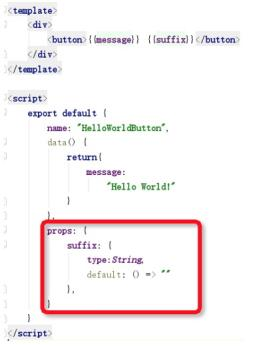 <template>
<div>
<button>{{message}} {{suffix}}</button>
</div>
</template>
<script>
export default {
name: "HelloWorldButton",
data() {
return{
message:
"Hello World!"
}
},
props: {
suffix: {
type:String,
default: () => ""
},
}
}
</script>